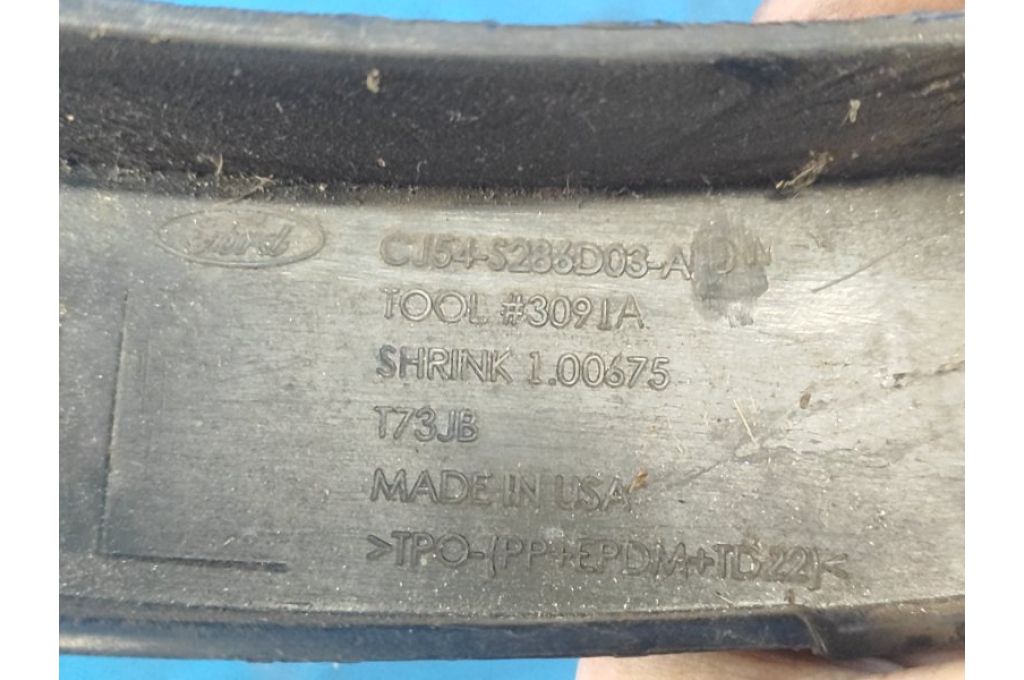 Ford
CJ54-S286D03-A
TOOL #3091A
SHRINK 1.00675
T73JB
MADE IN USA
>TPO-(PP+EPDM+TD22)<